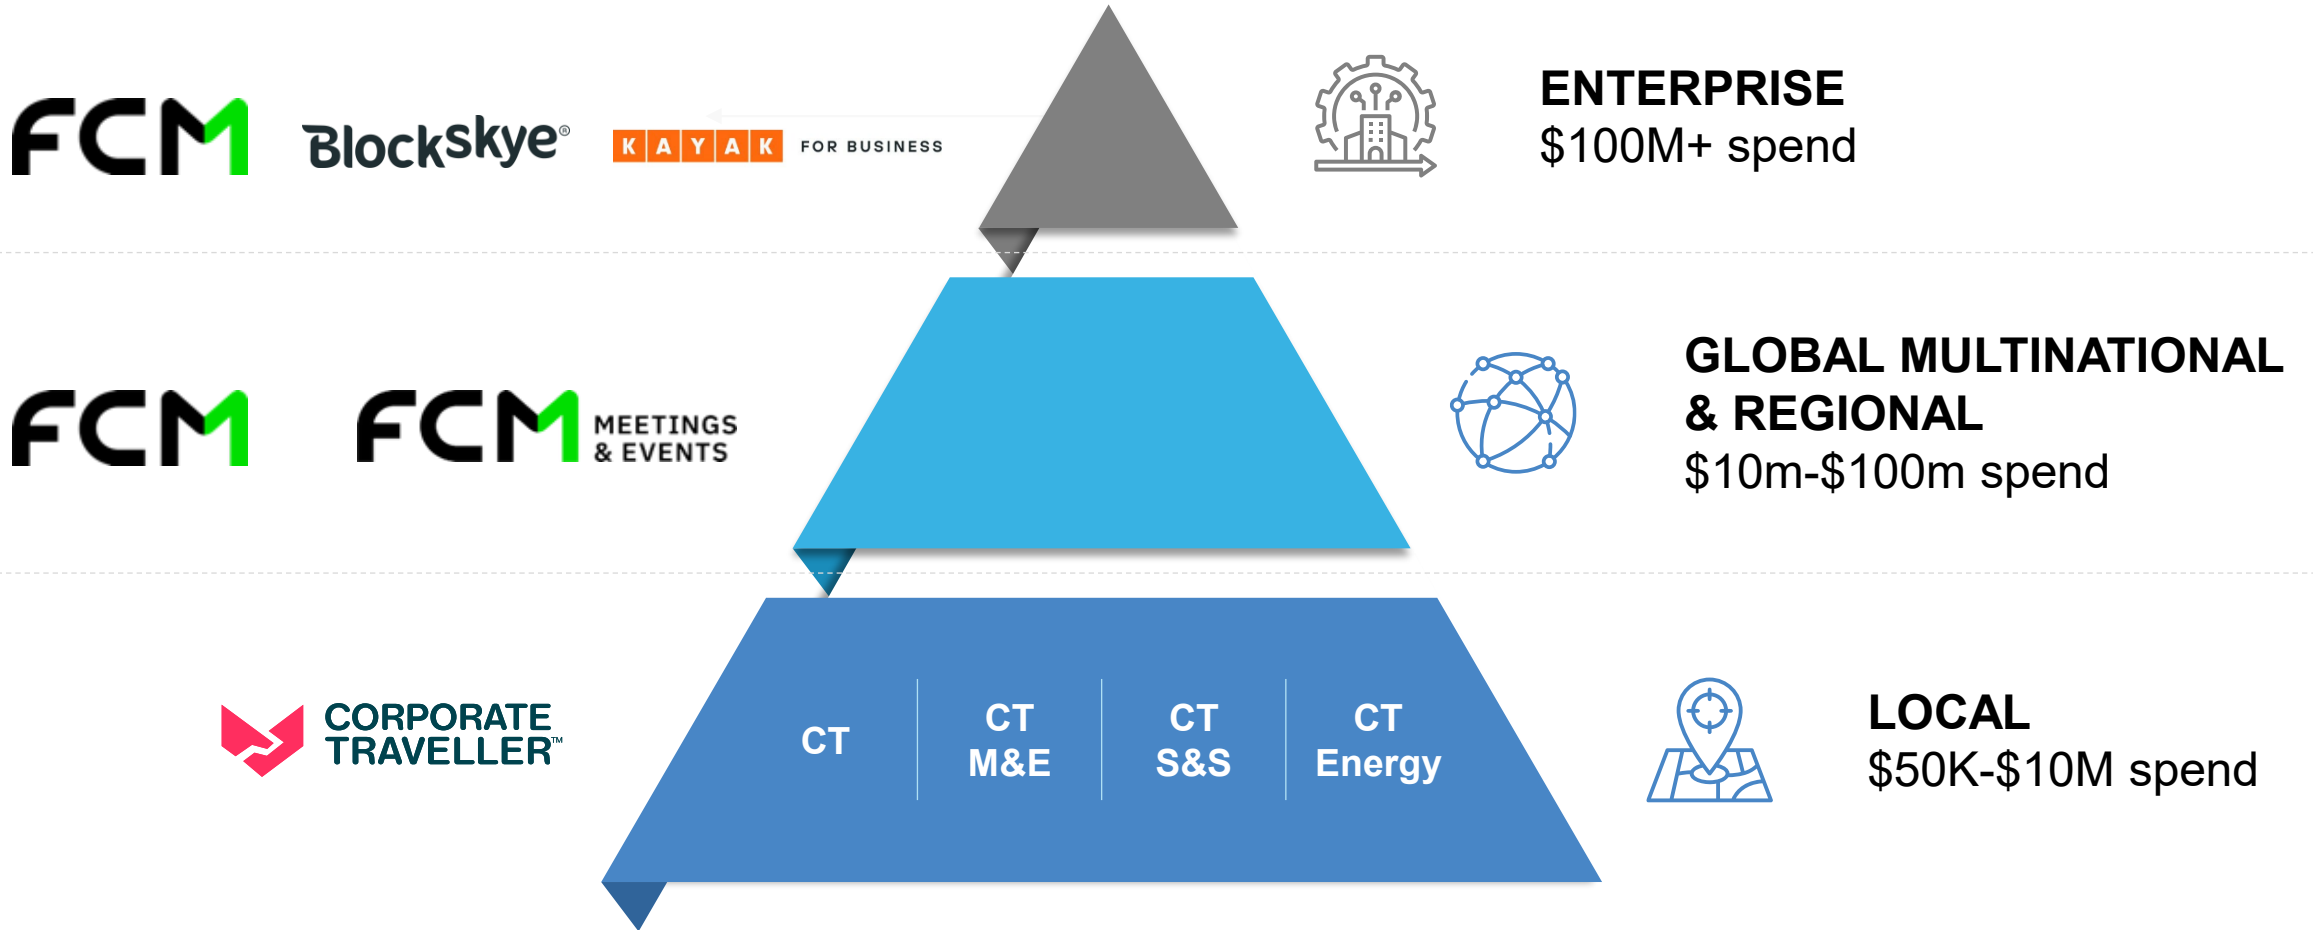 FCM
Blockskye®
KAYAK FOR BUSINESS
ENTERPRISE
$100M+ spend
FCM
FCM MEETINGS
& EVENTS
GLOBAL MULTINATIONAL
& REGIONAL
$10m-$100m spend
CORPORATE
TRAVELLER™
CT
CT
M&E
CT
S&S
CT
Energy
LOCAL
$50K-$10M spend